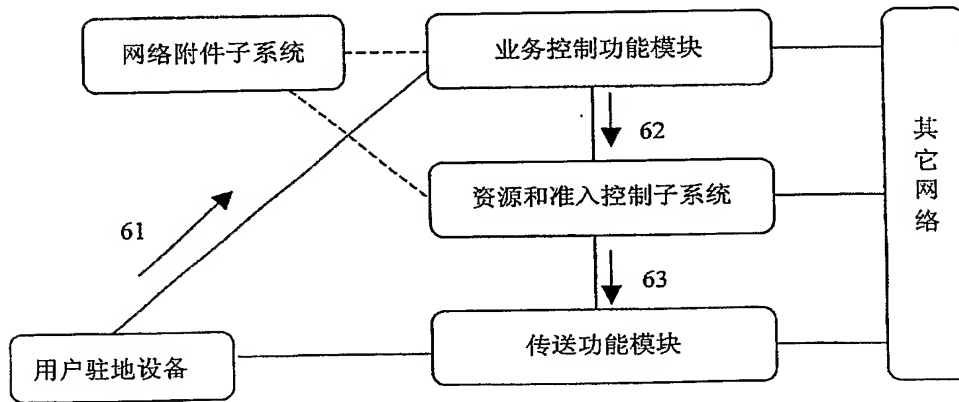 网络附件子系统
业务控制功能模块
62
其它网络
资源和准入控制子系统
61
63
传送功能模块
用户驻地设备